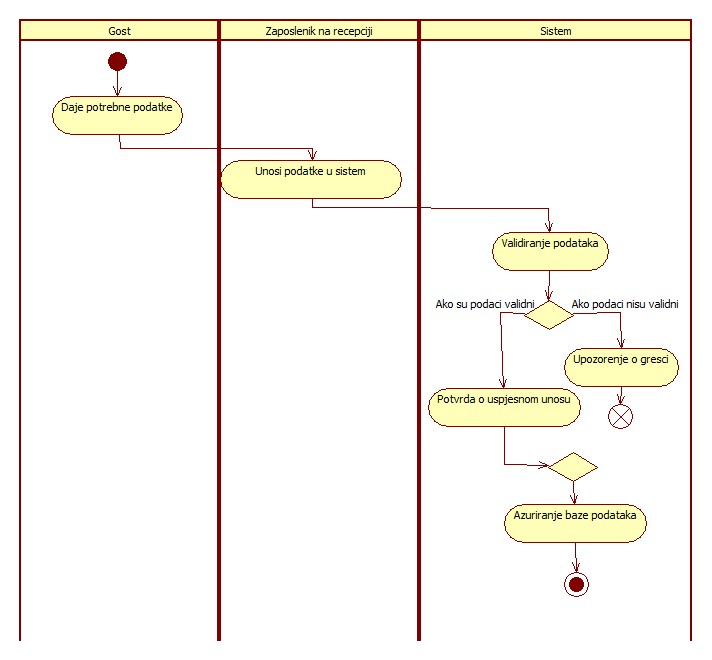 Gost
Zaposlenik na recepciji
Sistem
Daje potrebne podatke
Unosi podatke u sistem
Validiranje podataka
Ako su podaci validni
Ako podaci nisu validni
Upozorenje o gresci
Potvrda o uspjesnom unosu
Azuriranje baze podataka